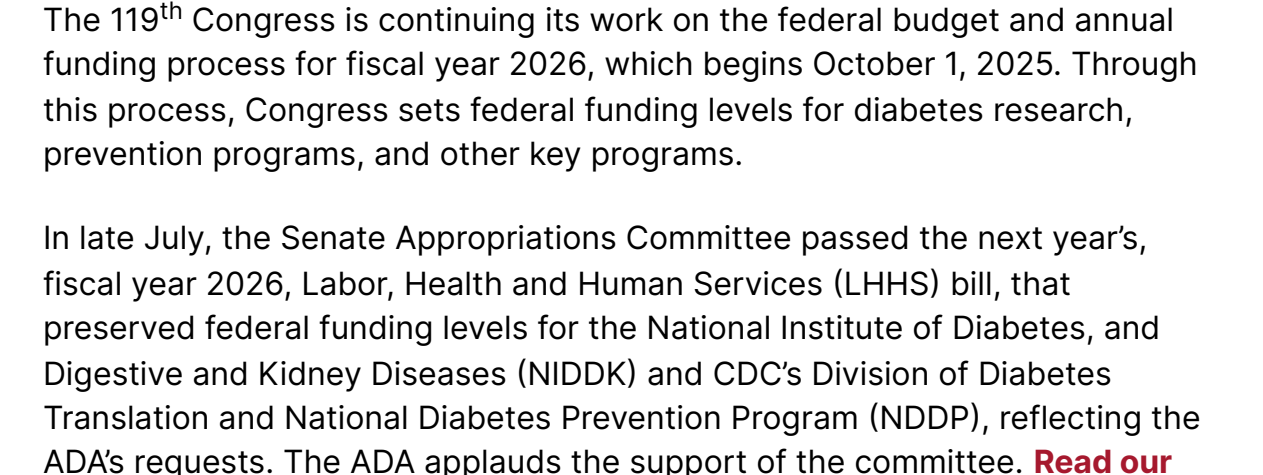 The 119th Congress is continuing its work on the federal budget and annual
funding process for fiscal year 2026, which begins October 1, 2025. Through
this process, Congress sets federal funding levels for diabetes research,
prevention programs, and other key programs.
In late July, the Senate Appropriations Committee passed the next year’s,
fiscal year 2026, Labor, Health and Human Services (LHHS) bill, that
preserved federal funding levels for the National Institute of Diabetes, and
Digestive and Kidney Diseases (NIDDK) and CDC’s Division of Diabetes
Translation and National Diabetes Prevention Program (NDDP), reflecting the
ADA’s requests. The ADA applauds the support of the committee. Read our